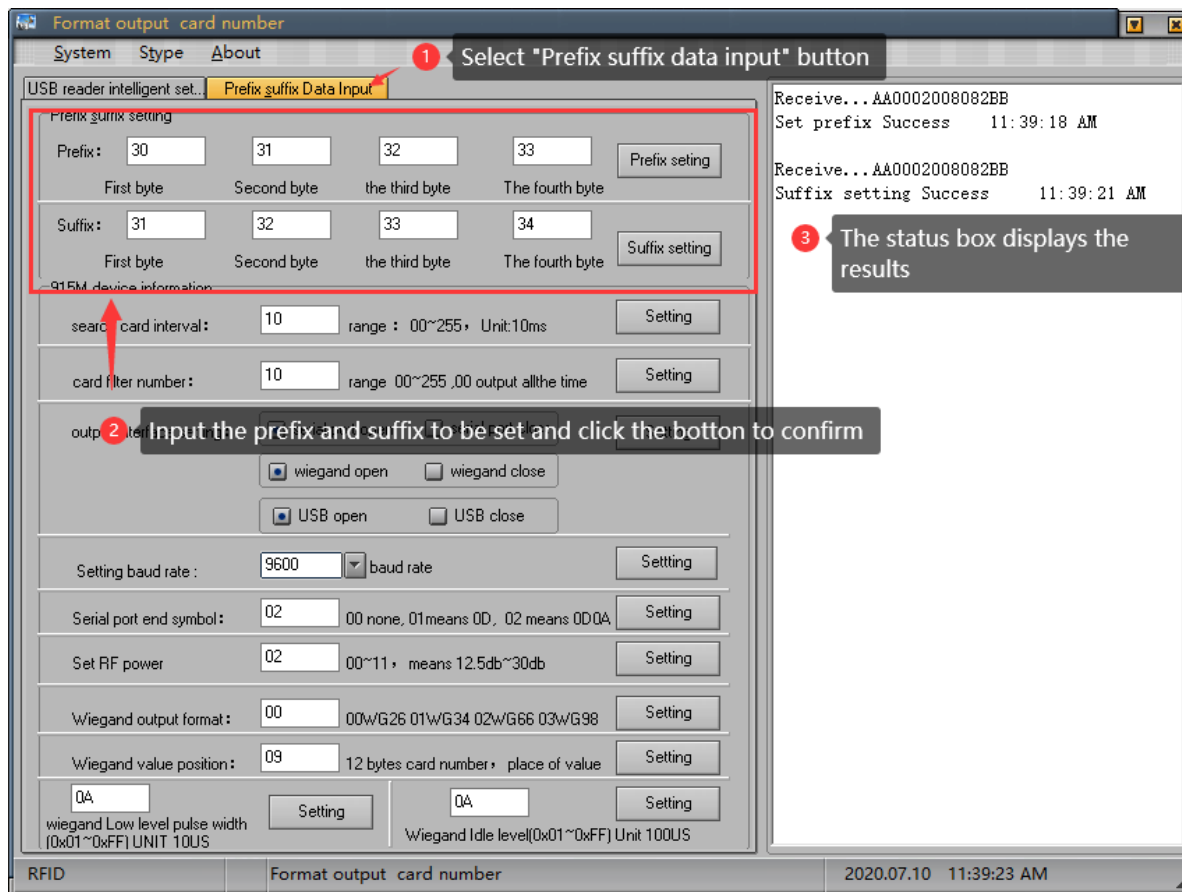 Format output card number
System Stype About
1 Select "Prefix suffix data input" button
USB reader intelligent set... Prefix suffix Data Input
Prefix suffix setting
Prefix: 30 31 32 33 Prefix seting
First byte Second byte the third byte The fourth byte
Suffix: 31 32 33 34 Suffix setting
First byte Second byte the third byte The fourth byte
915M device information
search card interval: 10 range: 00~255, Unit:10ms Setting
card filter number: 10 range 00~255 ,00 output allthe time Setting
2 Input the prefix and suffix to be set and click the botton to confirm
wiegand open wiegand close
USB open USB close
Setting baud rate : 9600 baud rate Settting
Serial port end symbol: 02 00 none, 01means 0D, 02 means 0D0A Setting
Set RF power 02 00~11, means 12.5db~30db Setting
Wiegand output format: 00 00WG26 01WG34 02WG66 03WG98 Setting
Wiegand value position: 09 12 bytes card number, place of value Setting
0A Setting 0A Setting
wiegand Low level pulse width
(0x01~0xFF) UNIT 10US Wiegand Idle level(0x01~0xFF) Unit 100US
Receive...AA0002008082BB
Set prefix Success 11:39:18 AM
Receive...AA0002008082BB
Suffix setting Success 11:39:21 AM
3 The status box displays the
results
RFID Format output card number 2020.07.10 11:39:23 AM